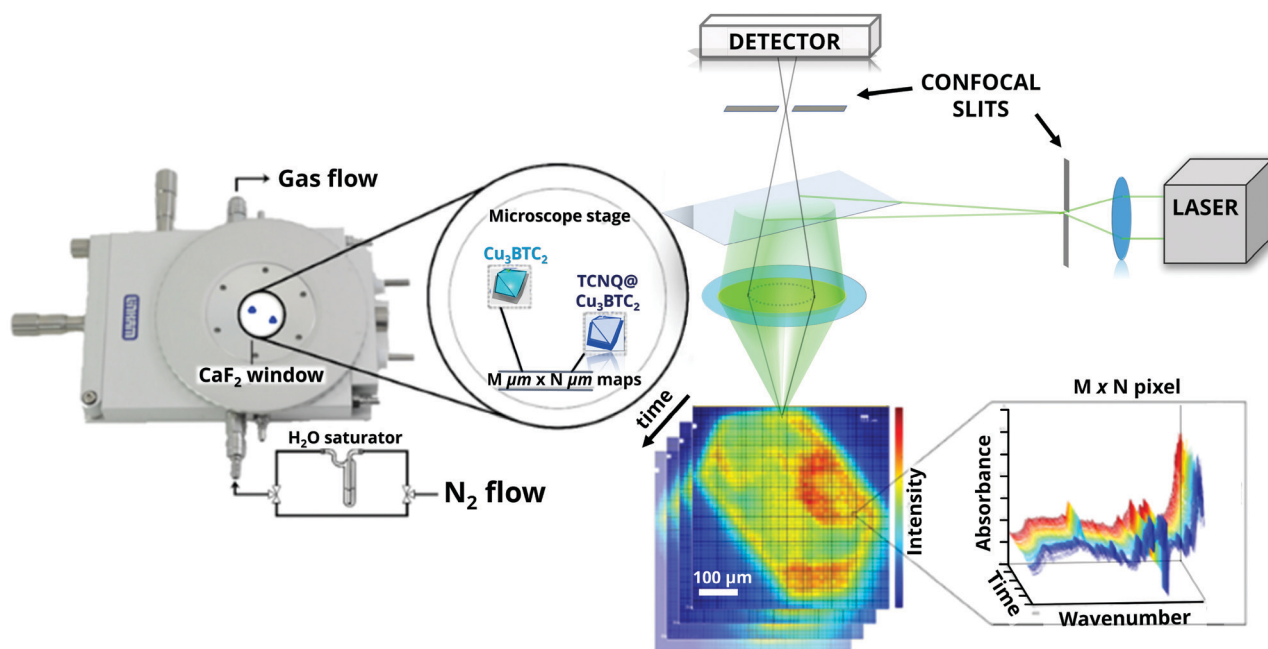 DETECTOR
CONFOCAL
SLITS
LASER
Gas flow
Microscope stage
Cu₃BTC₂
TCNQ@
Cu₃BTC₂
M μm x N μm maps
CaF₂ window
H₂O saturator
N₂ flow
time
100 μm
Intensity
M x N pixel
Absorbance
Time
Wavenumber